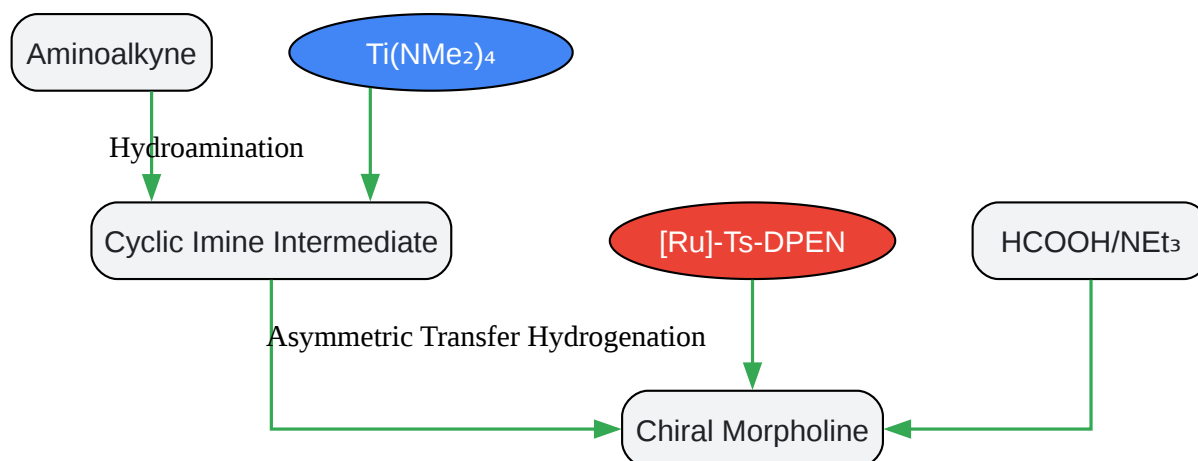 Aminoalkyne
Ti(NMe₂)₄
Hydroamination
Cyclic Imine Intermediate
[Ru]-Ts-DPEN
HCOOH/NEt₃
Asymmetric Transfer Hydrogenation
Chiral Morpholine